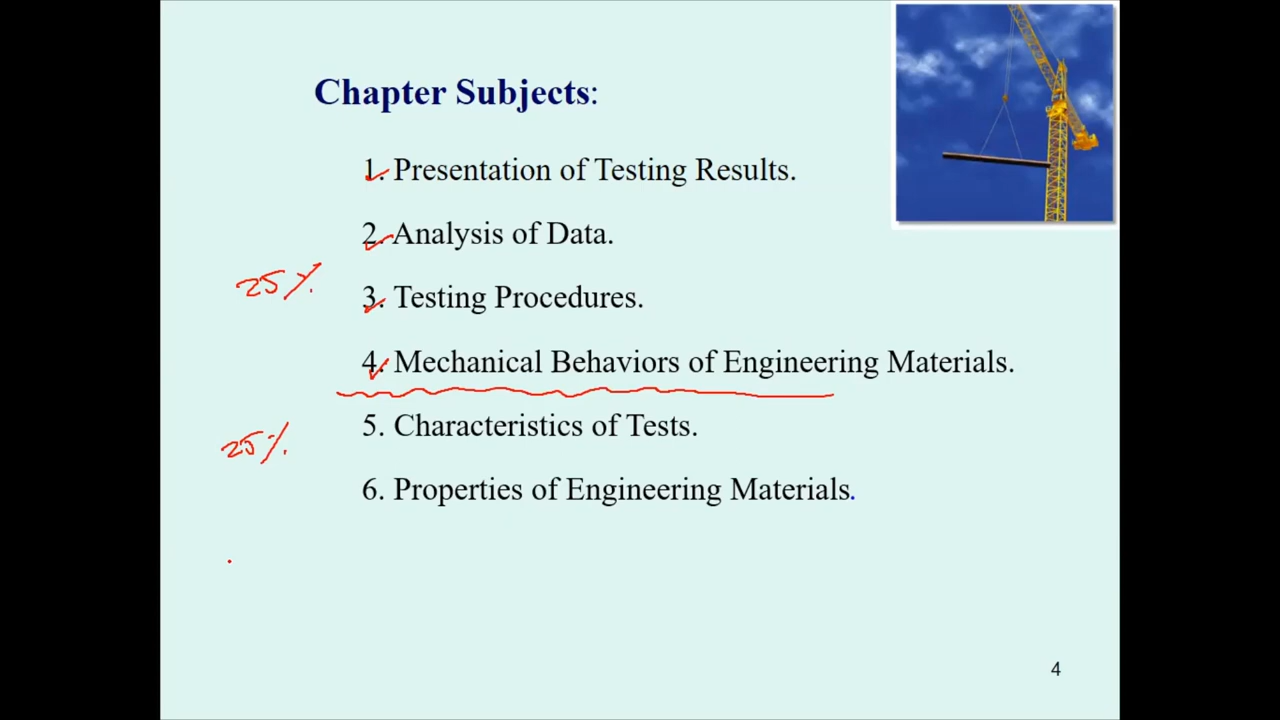 Chapter Subjects:
1. Presentation of Testing Results.
2. Analysis of Data.
25%
3. Testing Procedures.
4. Mechanical Behaviors of Engineering Materials.
25%
5. Characteristics of Tests.
6. Properties of Engineering Materials.
4